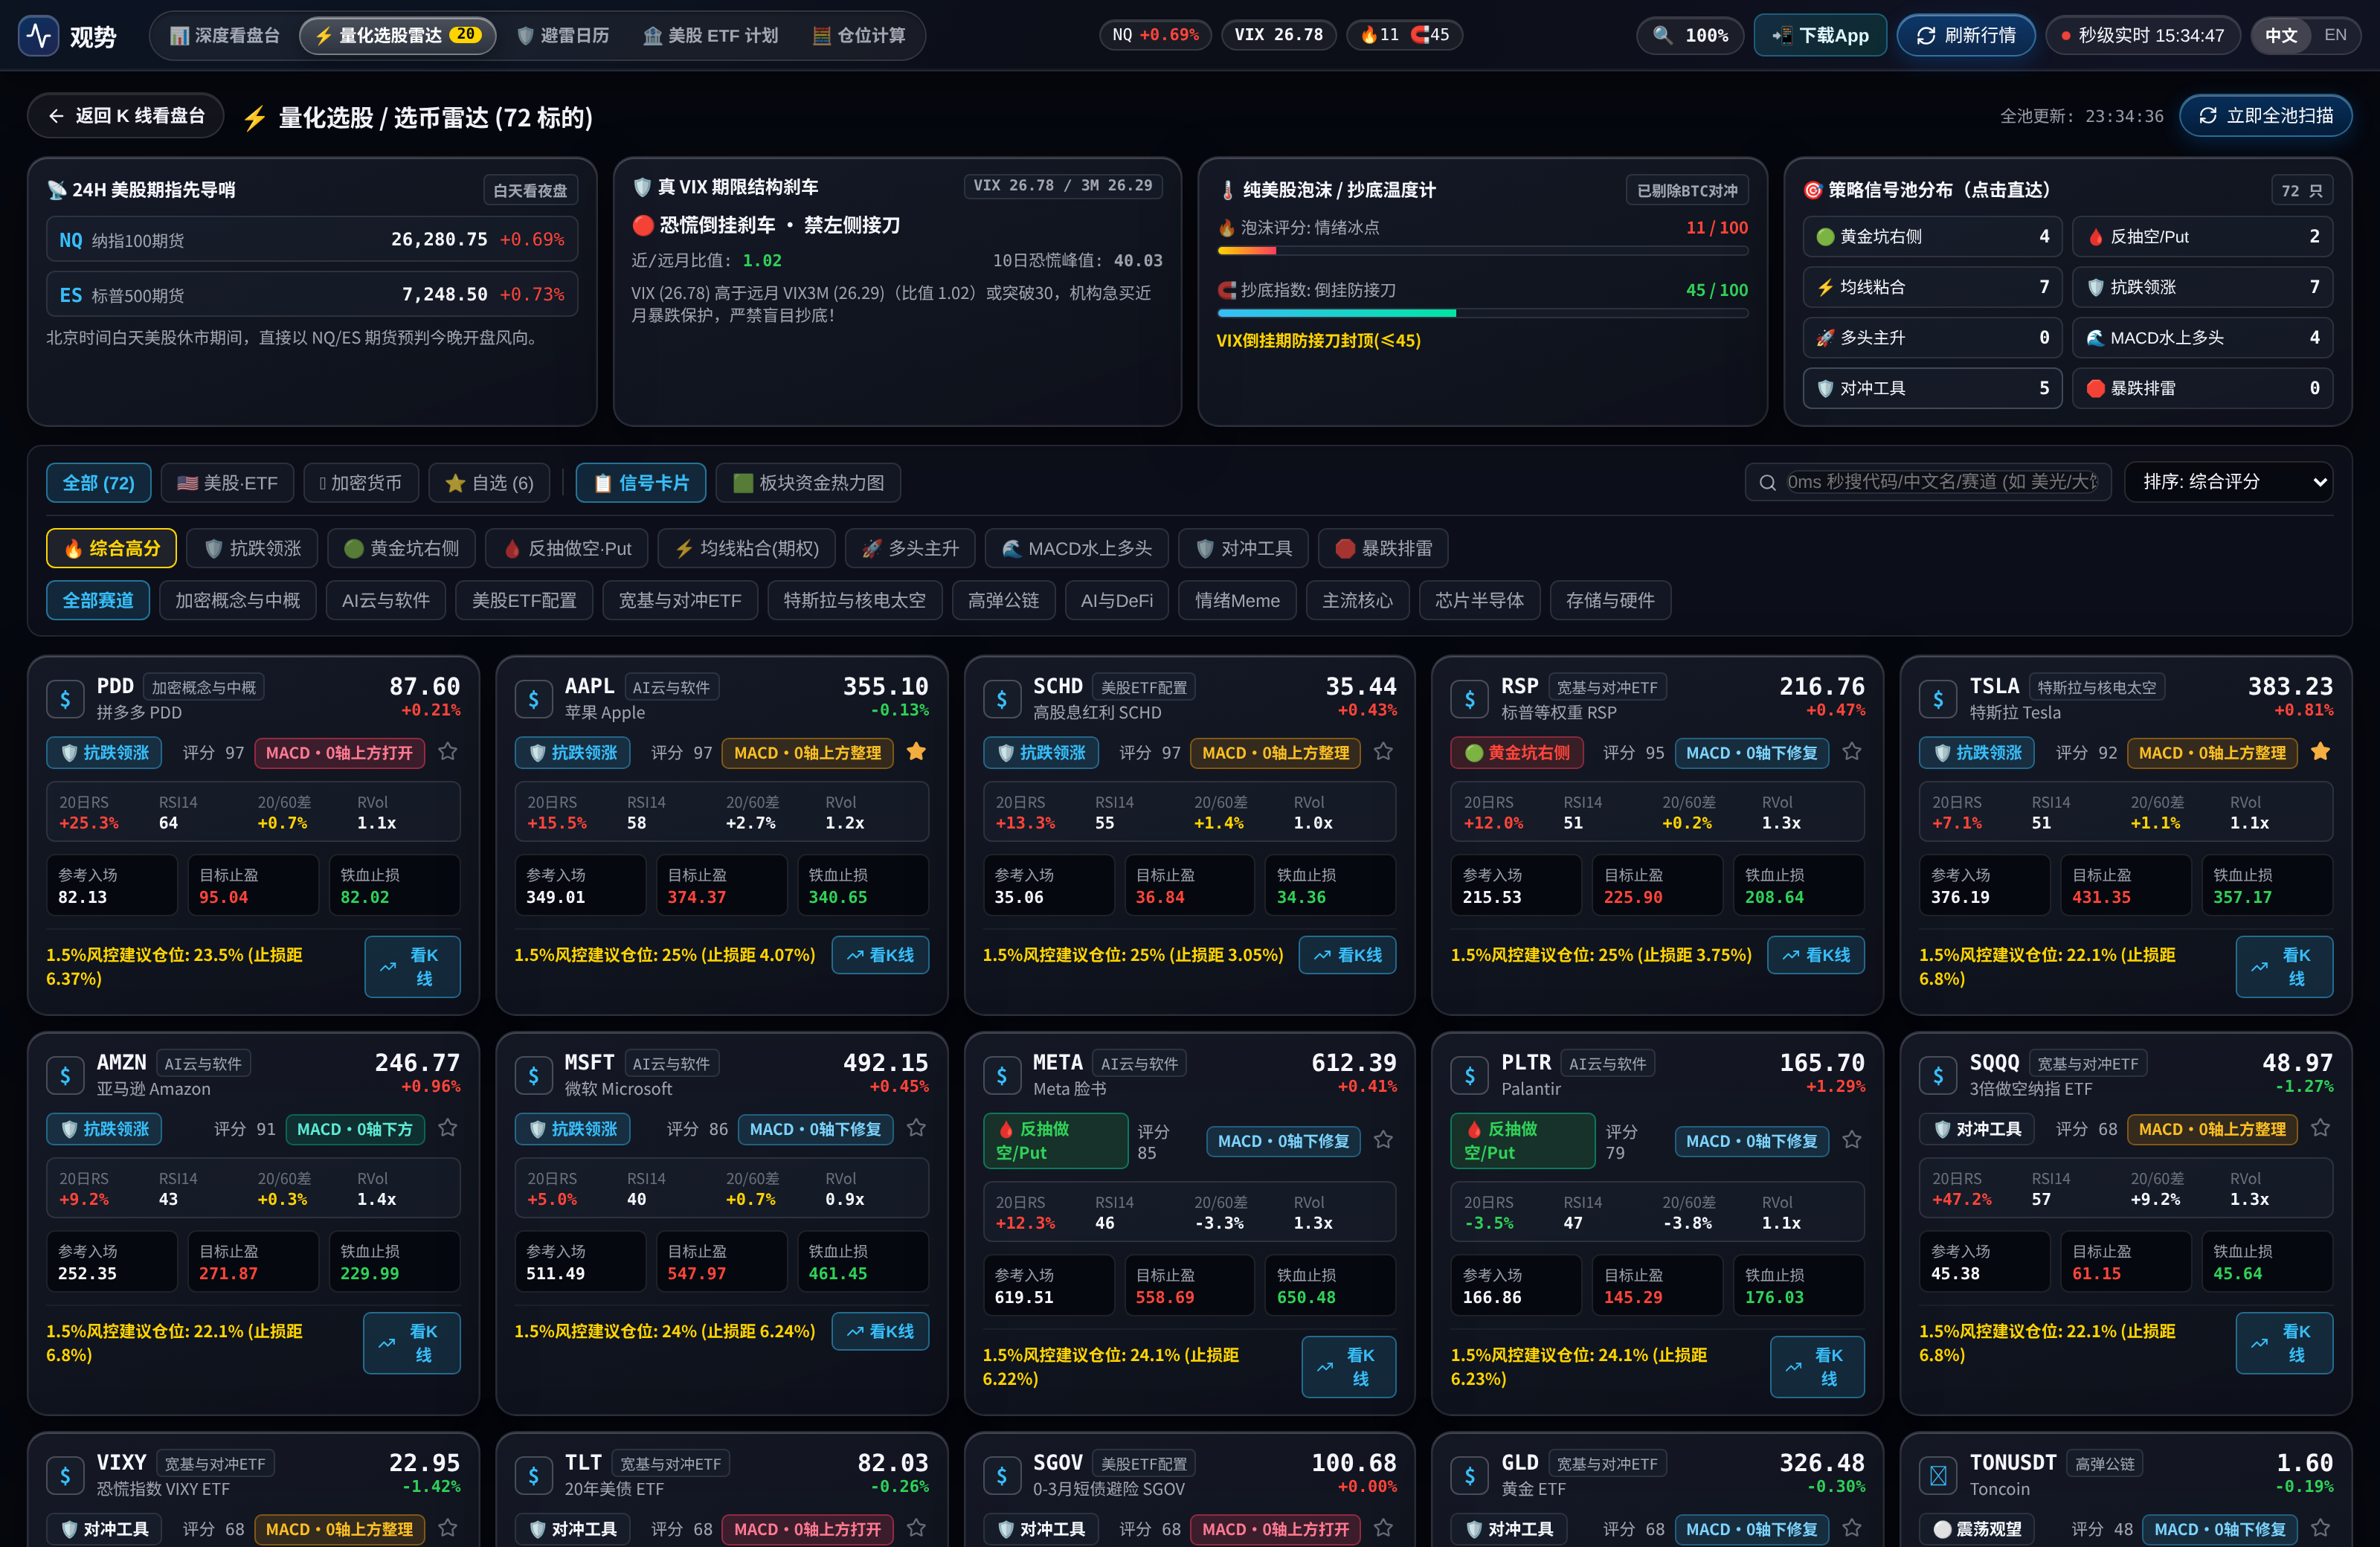 观势
📊 深度看盘台
⚡ 量化选股雷达 20
🛡️ 避雷日历
🏦 美股 ETF 计划
🧮 仓位计算
NQ +0.69%
VIX 26.78
🔥11 🧲45
🔍 100%
📲 下载App
刷新行情
秒级实时 15:34:47
中文 EN
返回 K 线看盘台
⚡ 量化选股 / 选币雷达 (72 标的)
全池更新: 23:34:36
立即全池扫描
📡 24H 美股期指先导哨 白天看夜盘
NQ 纳指100期货 26,280.75 +0.69%
ES 标普500期货 7,248.50 +0.73%
北京时间白天美股休市期间，直接以 NQ/ES 期货预判今晚开盘风向。
🛡️ 真 VIX 期限结构刹车 VIX 26.78 / 3M 26.29
🔴 恐慌倒挂刹车 · 禁左侧接刀
近/远月比值: 1.02 10日恐慌峰值: 40.03
VIX (26.78) 高于远月 VIX3M (26.29)（比值 1.02）或突破30，机构急买近
月暴跌保护，严禁盲目抄底！
🌡️ 纯美股泡沫 / 抄底温度计 已剔除BTC对冲
🔥 泡沫评分: 情绪冰点 11 / 100
🧲 抄底指数: 倒挂防接刀 45 / 100
VIX倒挂期防接刀封顶(≤45)
🎯 策略信号池分布（点击直达） 72 只
🟢 黄金坑右侧 4
🩸 反抽空/Put 2
⚡ 均线粘合 7
🛡️ 抗跌领涨 7
🚀 多头主升 0
🌊 MACD水上多头 4
🛡️ 对冲工具 5
🛑 暴跌排雷 0
全部 (72)
🇺🇸 美股·ETF
加密货币
⭐ 自选 (6)
📋 信号卡片
🟩 板块资金热力图
0ms 秒搜代码/中文名/赛道 (如 美光/大饼
排序: 综合评分
🔥 综合高分
🛡️ 抗跌领涨
🟢 黄金坑右侧
🩸 反抽做空·Put
⚡ 均线粘合(期权)
🚀 多头主升
🌊 MACD水上多头
🛡️ 对冲工具
🛑 暴跌排雷
全部赛道
加密概念与中概
AI云与软件
美股ETF配置
宽基与对冲ETF
特斯拉与核电太空
高弹公链
AI与DeFi
情绪Meme
主流核心
芯片半导体
存储与硬件
$ PDD 加密概念与中概 87.60
拼多多 PDD +0.21%
🛡️ 抗跌领涨 评分 97 MACD·0轴上方打开
20日RS RSI14 20/60差 RVol
+25.3% 64 +0.7% 1.1x
参考入场 目标止盈 铁血止损
82.13 95.04 82.02
1.5%风控建议仓位: 23.5% (止损距
6.37%)
看K
线
$ AAPL AI云与软件 355.10
苹果 Apple -0.13%
🛡️ 抗跌领涨 评分 97 MACD·0轴上方整理
20日RS RSI14 20/60差 RVol
+15.5% 58 +2.7% 1.2x
参考入场 目标止盈 铁血止损
349.01 374.37 340.65
1.5%风控建议仓位: 25% (止损距 4.07%) 看K线
$ SCHD 美股ETF配置 35.44
高股息红利 SCHD +0.43%
🛡️ 抗跌领涨 评分 97 MACD·0轴上方整理
20日RS RSI14 20/60差 RVol
+13.3% 55 +1.4% 1.0x
参考入场 目标止盈 铁血止损
35.06 36.84 34.36
1.5%风控建议仓位: 25% (止损距 3.05%) 看K线
$ RSP 宽基与对冲ETF 216.76
标普等权重 RSP +0.47%
🟢 黄金坑右侧 评分 95 MACD·0轴下修复
20日RS RSI14 20/60差 RVol
+12.0% 51 +0.2% 1.3x
参考入场 目标止盈 铁血止损
215.53 225.90 208.64
1.5%风控建议仓位: 25% (止损距 3.75%) 看K线
$ TSLA 特斯拉与核电太空 383.23
特斯拉 Tesla +0.81%
🛡️ 抗跌领涨 评分 92 MACD·0轴上方整理
20日RS RSI14 20/60差 RVol
+7.1% 51 +1.1% 1.1x
参考入场 目标止盈 铁血止损
376.19 431.35 357.17
1.5%风控建议仓位: 22.1% (止损距
6.8%)
看K
线
$ AMZN AI云与软件 246.77
亚马逊 Amazon +0.96%
🛡️ 抗跌领涨 评分 91 MACD·0轴下方
20日RS RSI14 20/60差 RVol
+9.2% 43 +0.3% 1.4x
参考入场 目标止盈 铁血止损
252.35 271.87 229.99
1.5%风控建议仓位: 22.1% (止损距
6.8%)
看K
线
$ MSFT AI云与软件 492.15
微软 Microsoft +0.45%
🛡️ 抗跌领涨 评分 86 MACD·0轴下修复
20日RS RSI14 20/60差 RVol
+5.0% 40 +0.7% 0.9x
参考入场 目标止盈 铁血止损
511.49 547.97 461.45
1.5%风控建议仓位: 24% (止损距 6.24%) 看K线
$ META AI云与软件 612.39
Meta 脸书 +0.41%
🩸 反抽做
空/Put
评分
85
MACD·0轴下修复
20日RS RSI14 20/60差 RVol
+12.3% 46 -3.3% 1.3x
参考入场 目标止盈 铁血止损
619.51 558.69 650.48
1.5%风控建议仓位: 24.1% (止损距
6.22%)
看K
线
$ PLTR AI云与软件 165.70
Palantir +1.29%
🩸 反抽做
空/Put
评分
79
MACD·0轴下修复
20日RS RSI14 20/60差 RVol
-3.5% 47 -3.8% 1.1x
参考入场 目标止盈 铁血止损
166.86 145.29 176.03
1.5%风控建议仓位: 24.1% (止损距
6.23%)
看K
线
$ SQQQ 宽基与对冲ETF 48.97
3倍做空纳指 ETF -1.27%
🛡️ 对冲工具 评分 68 MACD·0轴上方整理
20日RS RSI14 20/60差 RVol
+47.2% 57 +9.2% 1.3x
参考入场 目标止盈 铁血止损
45.38 61.15 45.64
1.5%风控建议仓位: 22.1% (止损距
6.8%)
看K
线
$ VIXY 宽基与对冲ETF 22.95
恐慌指数 VIXY ETF -1.42%
🛡️ 对冲工具 评分 68 MACD·0轴上方整理
$ TLT 宽基与对冲ETF 82.03
20年美债 ETF -0.26%
🛡️ 对冲工具 评分 68 MACD·0轴上方打开
$ SGOV 美股ETF配置 100.68
0-3月短债避险 SGOV +0.00%
🛡️ 对冲工具 评分 68 MACD·0轴上方打开
$ GLD 宽基与对冲ETF 326.48
黄金 ETF -0.30%
🛡️ 对冲工具 评分 68 MACD·0轴下修复
TONUSDT 高弹公链 1.60
Toncoin -0.19%
⚪ 震荡观望 评分 48 MACD·0轴下修复